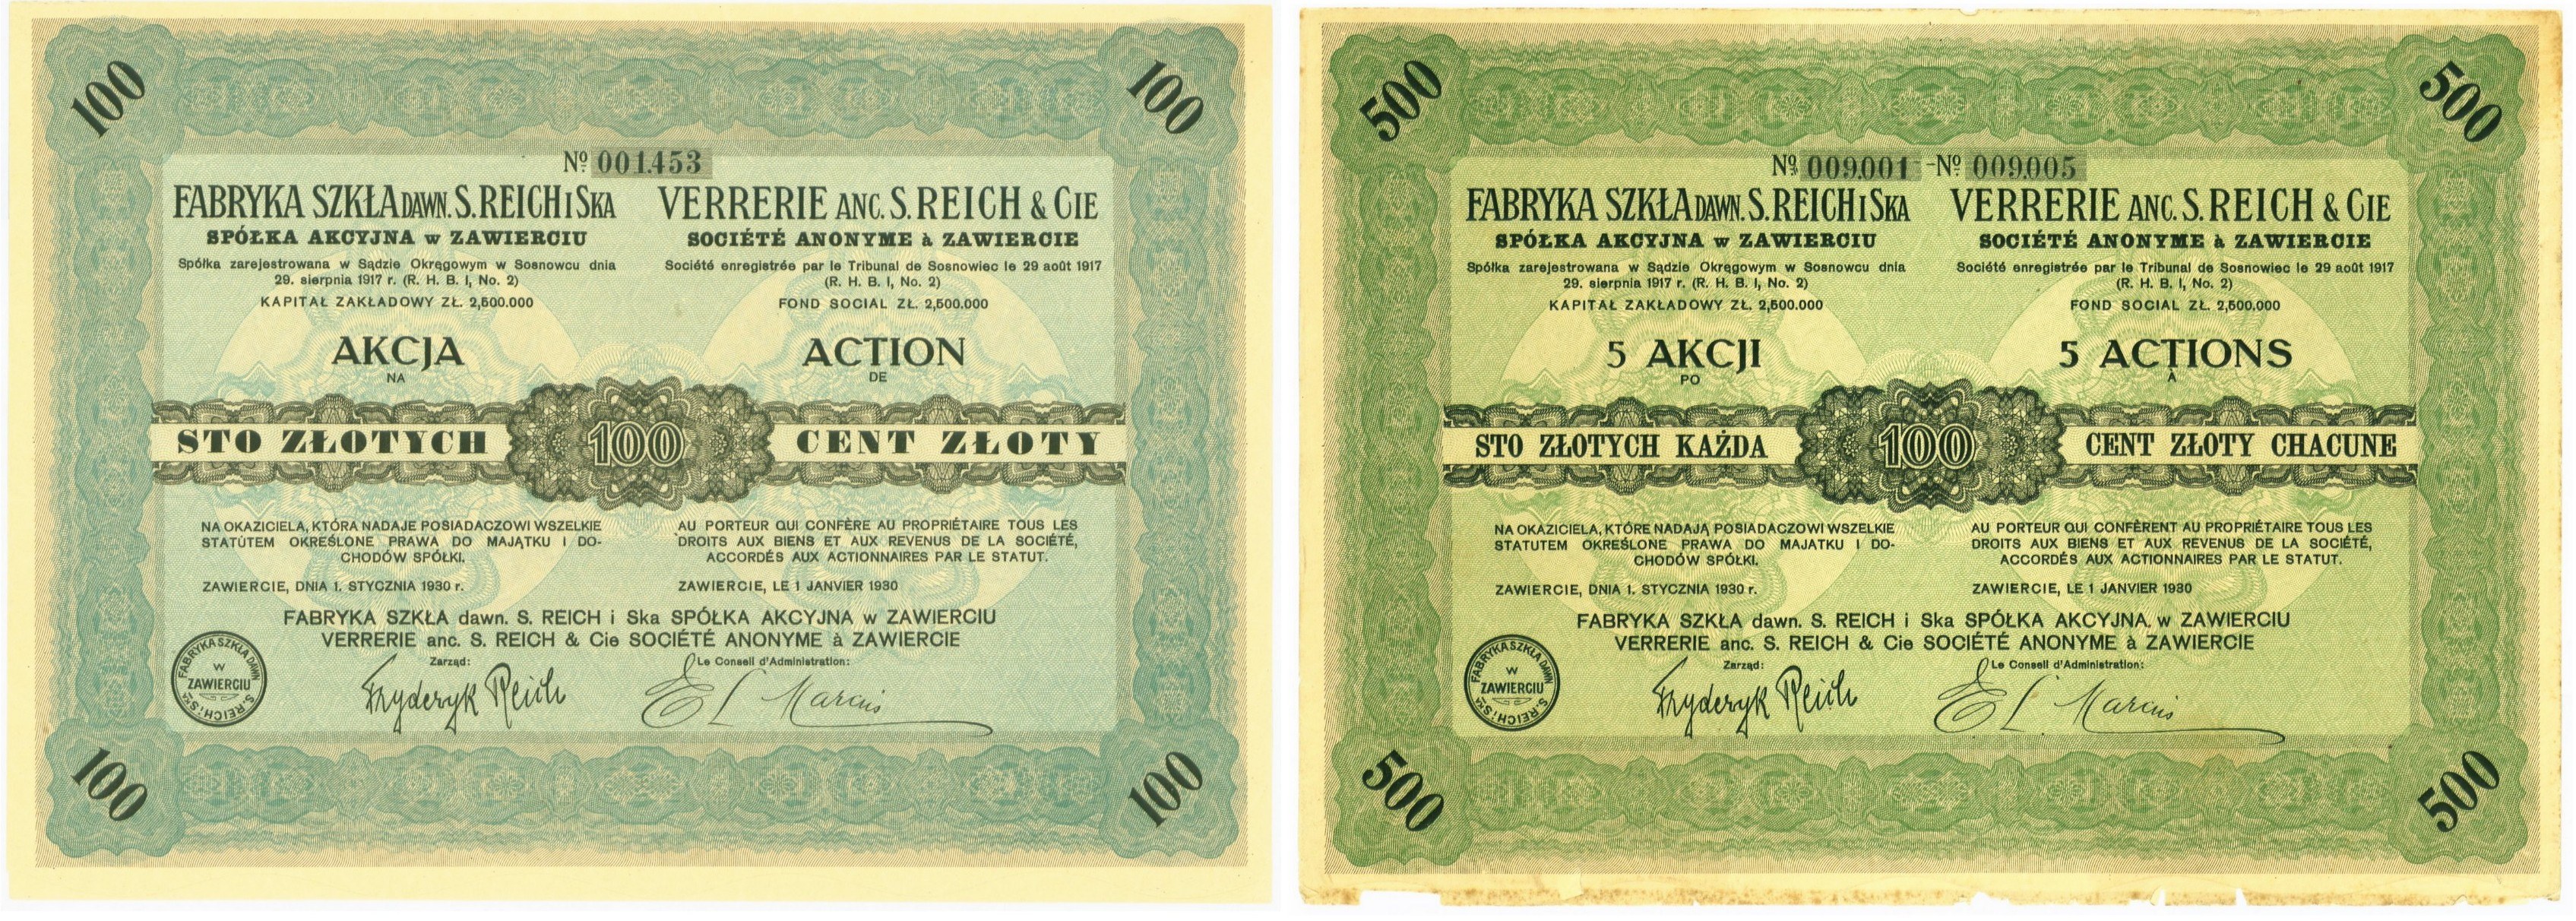 100
100
№ 001.453
FABRYKA SZKŁA DAWN. S. REICH I SKA
SPÓŁKA AKCYJNA w ZAWIERCIU
Spółka zarejestrowana w Sądzie Okręgowym w Sosnowcu dnia
29. sierpnia 1917 r. (R. H. B. I, No. 2)
KAPITAŁ ZAKŁADOWY ZŁ. 2,500.000
AKCJA
NA
STO ZŁOTYCH
VERRERIE ANC. S. REICH & CIE
SOCIÉTÉ ANONYME à ZAWIERCIE
Société enregistrée par le Tribunal de Sosnowiec le 29 août 1917
(R. H. B. I, No. 2)
FOND SOCIAL ZŁ. 2,500.000
ACTION
DE
100
CENT ZŁOTY
NA OKAZICIELA, KTÓRA NADAJE POSIADACZOWI WSZELKIE
STATUTEM OKREŚLONE PRAWA DO MAJĄTKU I DO-
CHODÓW SPÓŁKI.
ZAWIERCIE, DNIA 1. STYCZNIA 1930 r.
AU PORTEUR QUI CONFÈRE AU PROPRIÉTAIRE TOUS LES
DROITS AUX BIENS ET AUX REVENUS DE LA SOCIÉTÉ,
ACCORDÉS AUX ACTIONNAIRES PAR LE STATUT.
ZAWIERCIE, LE 1 JANVIER 1930
FABRYKA SZKŁA dawn. S. REICH i Ska SPÓŁKA AKCYJNA w ZAWIERCIU
VERRERIE anc. S. REICH & Cie SOCIÉTÉ ANONYME à ZAWIERCIE
Zarząd:
Le Conseil d'Administration:
FABRYKA SZKŁA DAWN. S. REICH i Ska
W
ZAWIERCIU
Fryderyk Reich
E L Marcus
100
100
500
500
№ 009.001 - № 009.005
FABRYKA SZKŁA DAWN. S. REICH I SKA
SPÓŁKA AKCYJNA w ZAWIERCIU
Spółka zarejestrowana w Sądzie Okręgowym w Sosnowcu dnia
29. sierpnia 1917 r. (R. H. B. I, No. 2)
KAPITAŁ ZAKŁADOWY ZŁ. 2,500.000
5 AKCJI
PO
STO ZŁOTYCH KAŻDA
VERRERIE ANC. S. REICH & CIE
SOCIÉTÉ ANONYME à ZAWIERCIE
Société enregistrée par le Tribunal de Sosnowiec le 29 août 1917
(R. H. B. I, No. 2)
FOND SOCIAL ZŁ. 2,500.000
5 ACTIONS
À
100
CENT ZŁOTY CHACUNE
NA OKAZICIELA, KTÓRE NADAJĄ POSIADACZOWI WSZELKIE
STATUTEM OKREŚLONE PRAWA DO MAJATKU I DO-
CHODÓW SPÓŁKI.
ZAWIERCIE, DNIA 1. STYCZNIA 1930 r.
AU PORTEUR QUI CONFÈRENT AU PROPRIÉTAIRE TOUS LES
DROITS AUX BIENS ET AUX REVENUS DE LA SOCIÉTÉ,
ACCORDÉS AUX ACTIONNAIRES PAR LE STATUT.
ZAWIERCIE, LE 1 JANVIER 1930
FABRYKA SZKŁA dawn. S. REICH i Ska SPÓŁKA AKCYJNA w ZAWIERCIU
VERRERIE anc. S. REICH & Cie SOCIÉTÉ ANONYME à ZAWIERCIE
Zarząd:
Le Conseil d'Administration:
FABRYKA SZKŁA DAWN. S. REICH i Ska
W
ZAWIERCIU
Fryderyk Reich
E L Marcus
500
500